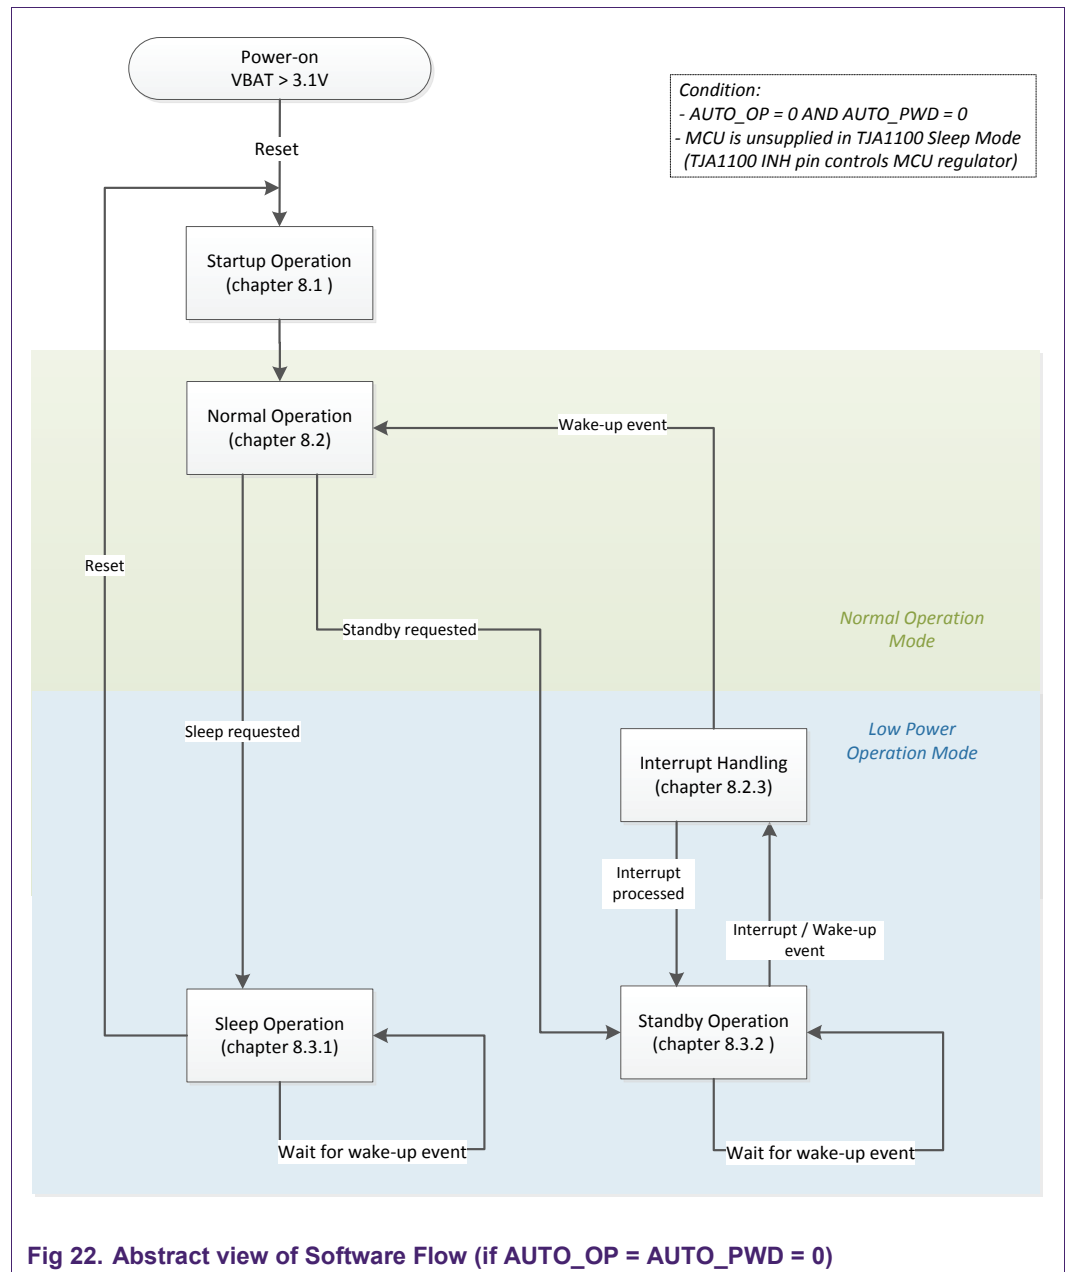 Power-on
VBAT > 3.1V
Condition:
- AUTO_OP = 0 AND AUTO_PWD = 0
- MCU is unsupplied in TJA1100 Sleep Mode
(TJA1100 INH pin controls MCU regulator)
Reset
Startup Operation
(chapter 8.1 )
Normal Operation
(chapter 8.2)
Wake-up event
Reset
Standby requested
Normal Operation
Mode
Sleep requested
Low Power
Operation Mode
Interrupt Handling
(chapter 8.2.3)
Interrupt
processed
Interrupt / Wake-up
event
Sleep Operation
(chapter 8.3.1)
Standby Operation
(chapter 8.3.2 )
Wait for wake-up event
Wait for wake-up event
Fig 22. Abstract view of Software Flow (if AUTO_OP = AUTO_PWD = 0)